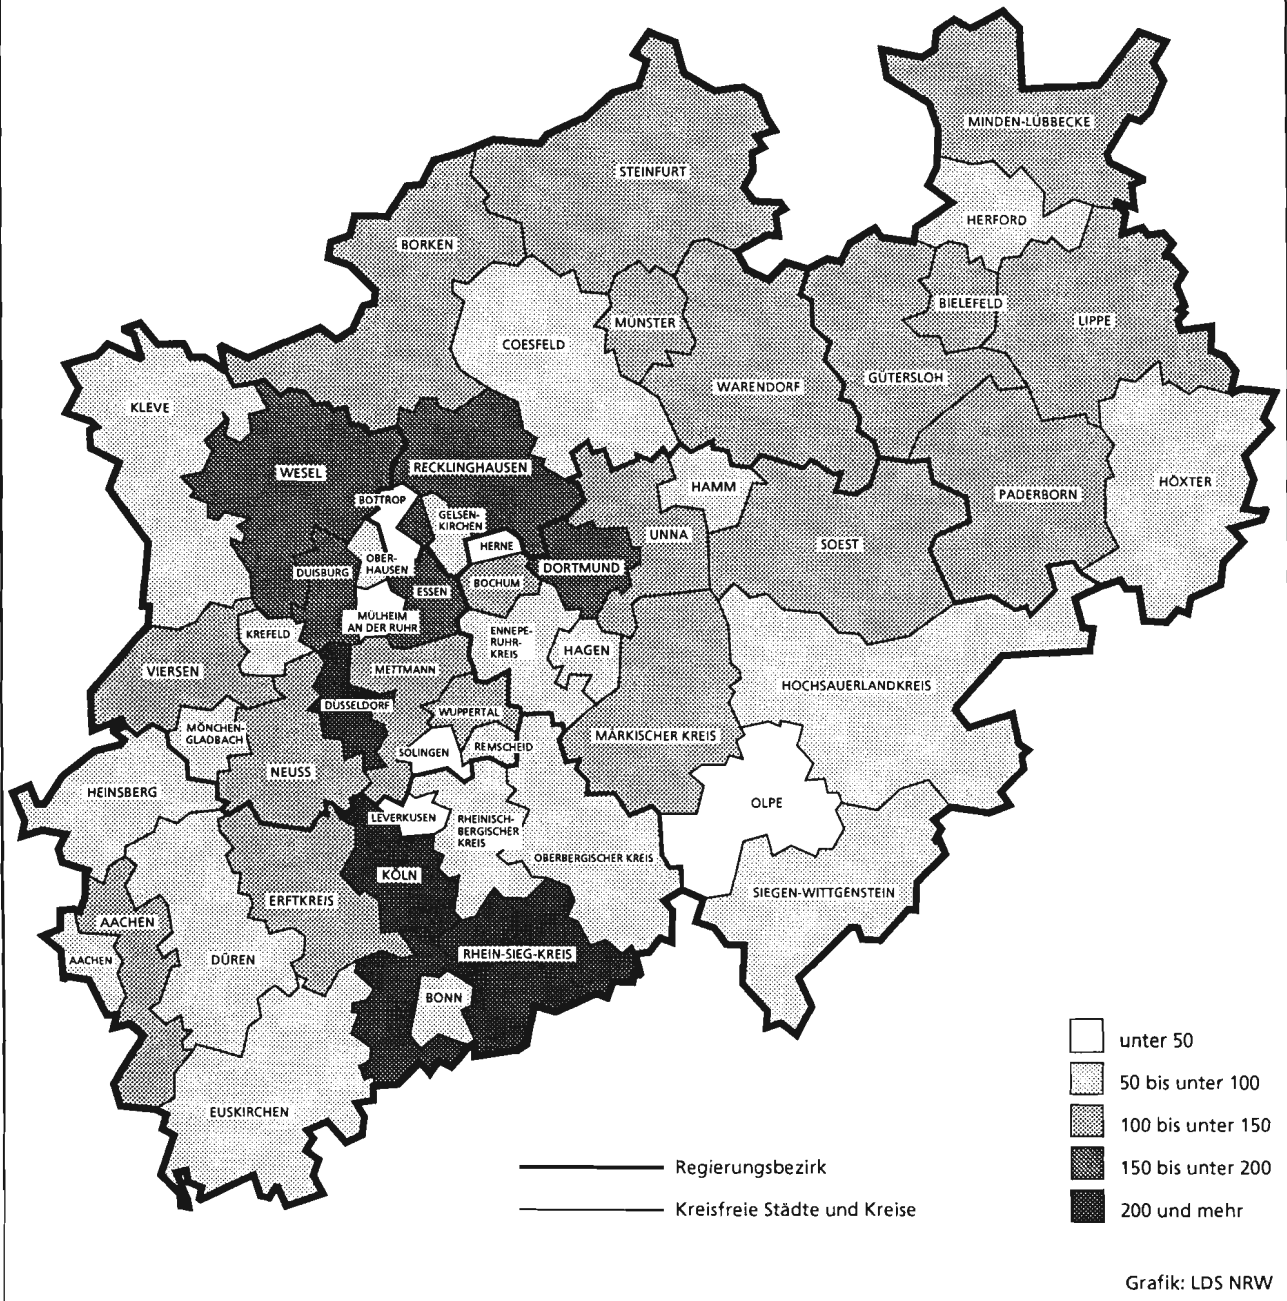 MINDEN-LÜBBECKE
STEINFURT
HERFORD
BORKEN
BIELEFELD
MÜNSTER
LIPPE
COESFELD
GÜTERSLOH
WARENDORF
KLEVE
WESEL
RECKLINGHAUSEN
HAMM
HÖXTER
PADERBORN
BOTTROP
GELSEN-
KIRCHEN
UNNA
SOEST
HERNE
OBER-
HAUSEN
DORTMUND
DUISBURG
BOCHUM
ESSEN
MÜLHEIM
AN DER RUHR
KREFELD
ENNEPE-
RUHR-
KREIS
HAGEN
VIERSEN
METTMANN
HOCHSAUERLANDKREIS
DÜSSELDORF
WUPPERTAL
MÖNCHEN-
GLADBACH
MÄRKISCHER KREIS
SOLINGEN
REMSCHEID
NEUSS
HEINSBERG
OLPE
LEVERKUSEN
RHEINISCH-
BERGISCHER
KREIS
OBERBERGISCHER KREIS
KÖLN
SIEGEN-WITTGENSTEIN
ERFTKREIS
AACHEN
AACHEN
DÜREN
RHEIN-SIEG-KREIS
BONN
EUSKIRCHEN
unter 50
50 bis unter 100
100 bis unter 150
150 bis unter 200
200 und mehr
Regierungsbezirk
Kreisfreie Städte und Kreise
Grafik: LDS NRW